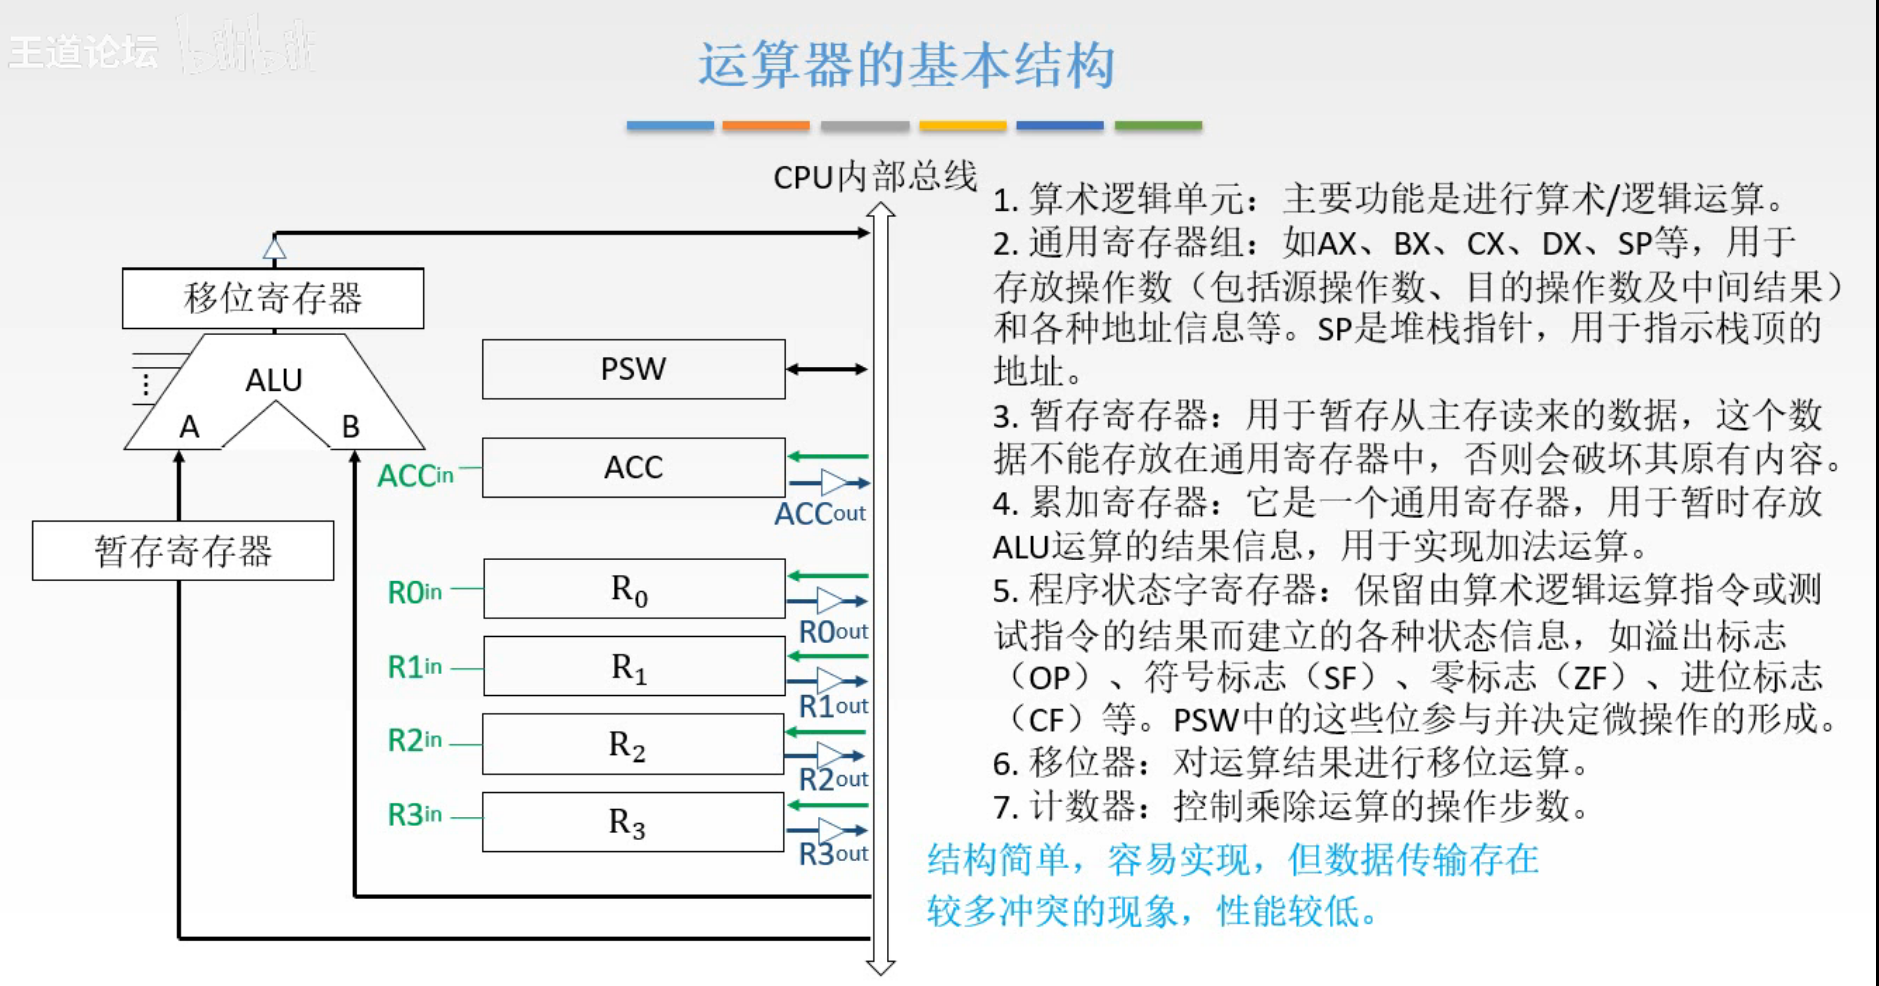 王道论坛 bilibili
运算器的基本结构
CPU内部总线
移位寄存器
ALU
A
B
暂存寄存器
PSW
ACC
ACCin
ACCout
R0
R0in
R0out
R1
R1in
R1out
R2
R2in
R2out
R3
R3in
R3out
1. 算术逻辑单元：主要功能是进行算术/逻辑运算。
2. 通用寄存器组：如AX、BX、CX、DX、SP等，用于
存放操作数（包括源操作数、目的操作数及中间结果）
和各种地址信息等。SP是堆栈指针，用于指示栈顶的
地址。
3. 暂存寄存器：用于暂存从主存读来的数据，这个数
据不能存放在通用寄存器中，否则会破坏其原有内容。
4. 累加寄存器：它是一个通用寄存器，用于暂时存放
ALU运算的结果信息，用于实现加法运算。
5. 程序状态字寄存器：保留由算术逻辑运算指令或测
试指令的结果而建立的各种状态信息，如溢出标志
（OP）、符号标志（SF）、零标志（ZF）、进位标志
（CF）等。PSW中的这些位参与并决定微操作的形成。
6. 移位器：对运算结果进行移位运算。
7. 计数器：控制乘除运算的操作步数。
结构简单，容易实现，但数据传输存在
较多冲突的现象，性能较低。